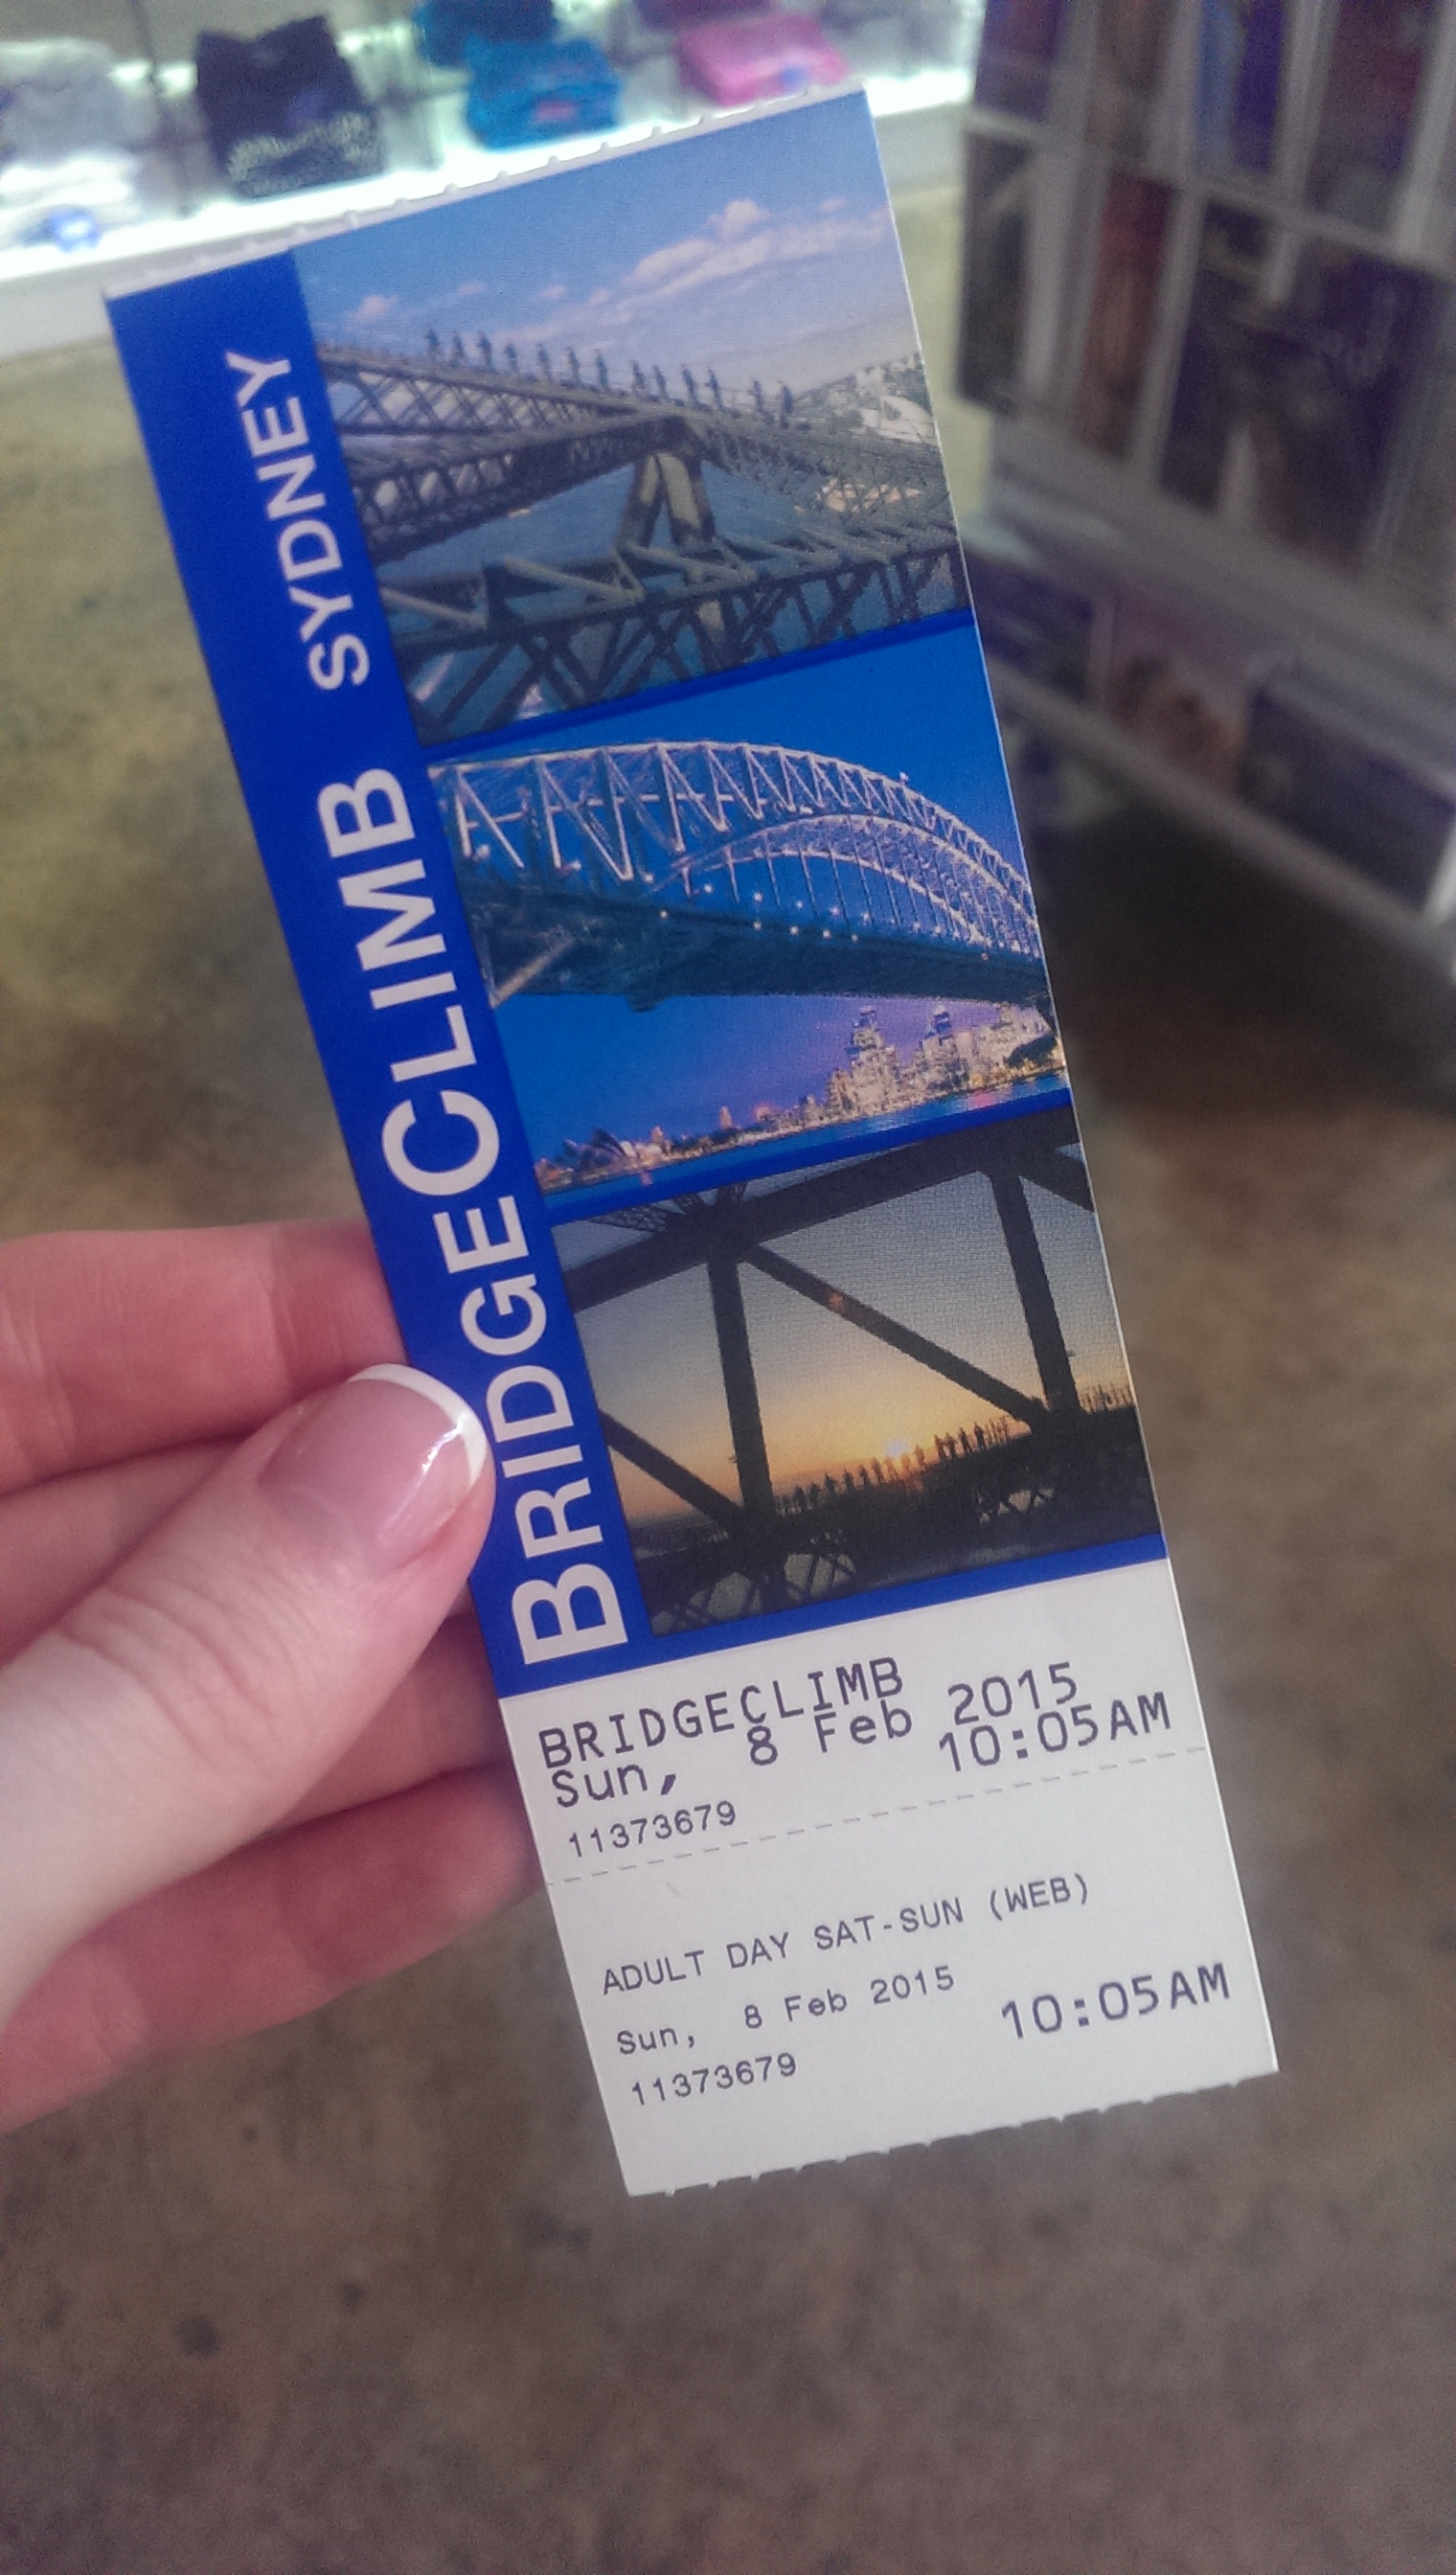 BRIDGECLIMB SYDNEY
BRIDGECLIMB
Sun, 8 Feb 2015
10:05AM
11373679
ADULT DAY SAT-SUN (WEB)
Sun, 8 Feb 2015
10:05AM
11373679